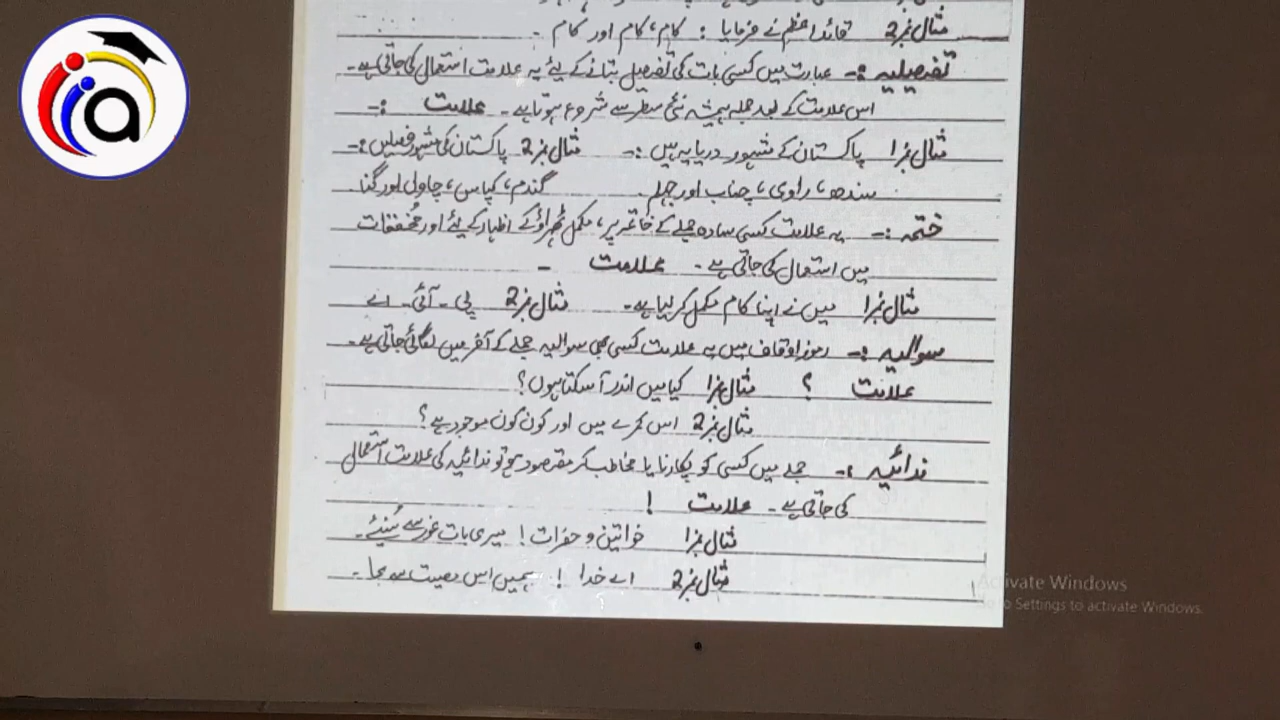 مثال نمبر 2 قائداعظم نے فرمایا : کام، کام اور کام ۔
تفصیلیہ :- عبارت میں کسی بات کی تفصیل بتانے کے لیئے یہ علامت استعمال کی جاتی ہے۔
اس علامت کے بعد جملہ ہمیشہ نئی سطر سے شروع ہوتا ہے۔ علامت :-
مثال نمبر 1 پاکستان کے مشہور دریا یہ ہیں :- مثال نمبر 2 پاکستان کی مشہور فصلیں :-
سندھ، راوی، چناب اور جہلم گندم، کپاس، چاول اور گنا
ختمہ :- یہ علامت کسی سادہ جملے کے خاتمہ پر، مکمل ٹھراؤ کے اظہار کے لیئے اور مخففات
میں استعمال کی جاتی ہے ۔ علامت ۔
مثال نمبر 1 میں نے اپنا کام مکمل کر لیا ہے۔ مثال نمبر 2 پی ۔ آئی ۔ اے
سوالیہ :- رموز اوقاف میں یہ علامت کسی بھی سوالیہ جملے کے آخر میں لگائی جاتی ہے۔
علامت ؟ مثال نمبر 1 کیا میں اندر آ سکتا ہوں؟
مثال نمبر 2 اس کمرے میں اور کون کون موجود ہے؟
ندائیہ :- جملے میں کسی کو پکارنا یا مخاطب کر مقصود ہو تو ندائیہ کی علامت استعمال
کی جاتی ہے ۔ علامت !
مثال نمبر 1 خواتین و حضرات ! میری بات غور سے سُنیئے ۔
مثال نمبر 2 اے خدا ! ہمیں اس مصیبت سے بچا ۔
a
Activate Windows
Go to Settings to activate Windows.